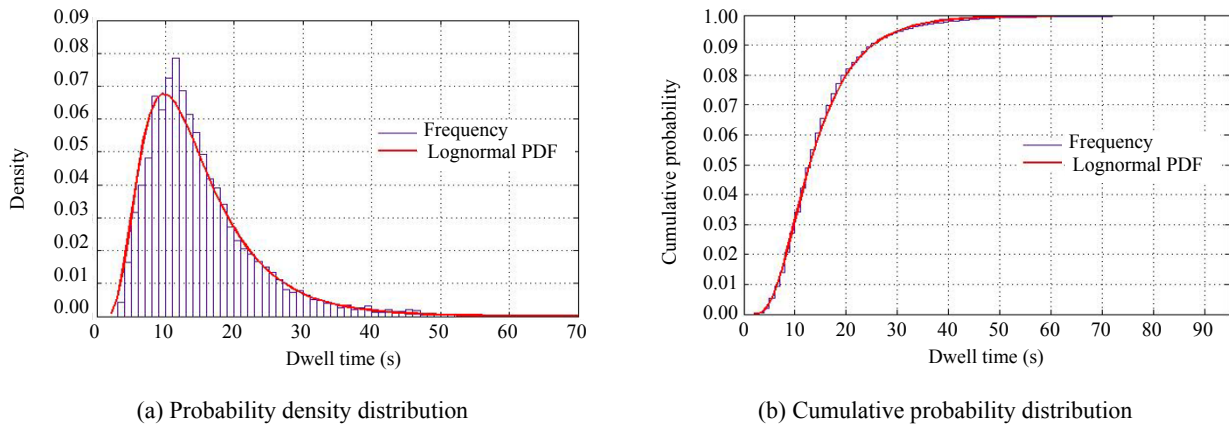 0.09
0.08
0.07
0.06
0.05
0.04
0.03
0.02
0.01
0.00
Density
Frequency
Lognormal PDF
0 10 20 30 40 50 60 70
Dwell time (s)
(a) Probability density distribution
1.00
0.09
0.08
0.07
0.06
0.05
0.04
0.03
0.02
0.01
0.00
Cumulative probability
Frequency
Lognormal PDF
0 10 20 30 40 50 60 70 80 90
Dwell time (s)
(b) Cumulative probability distribution